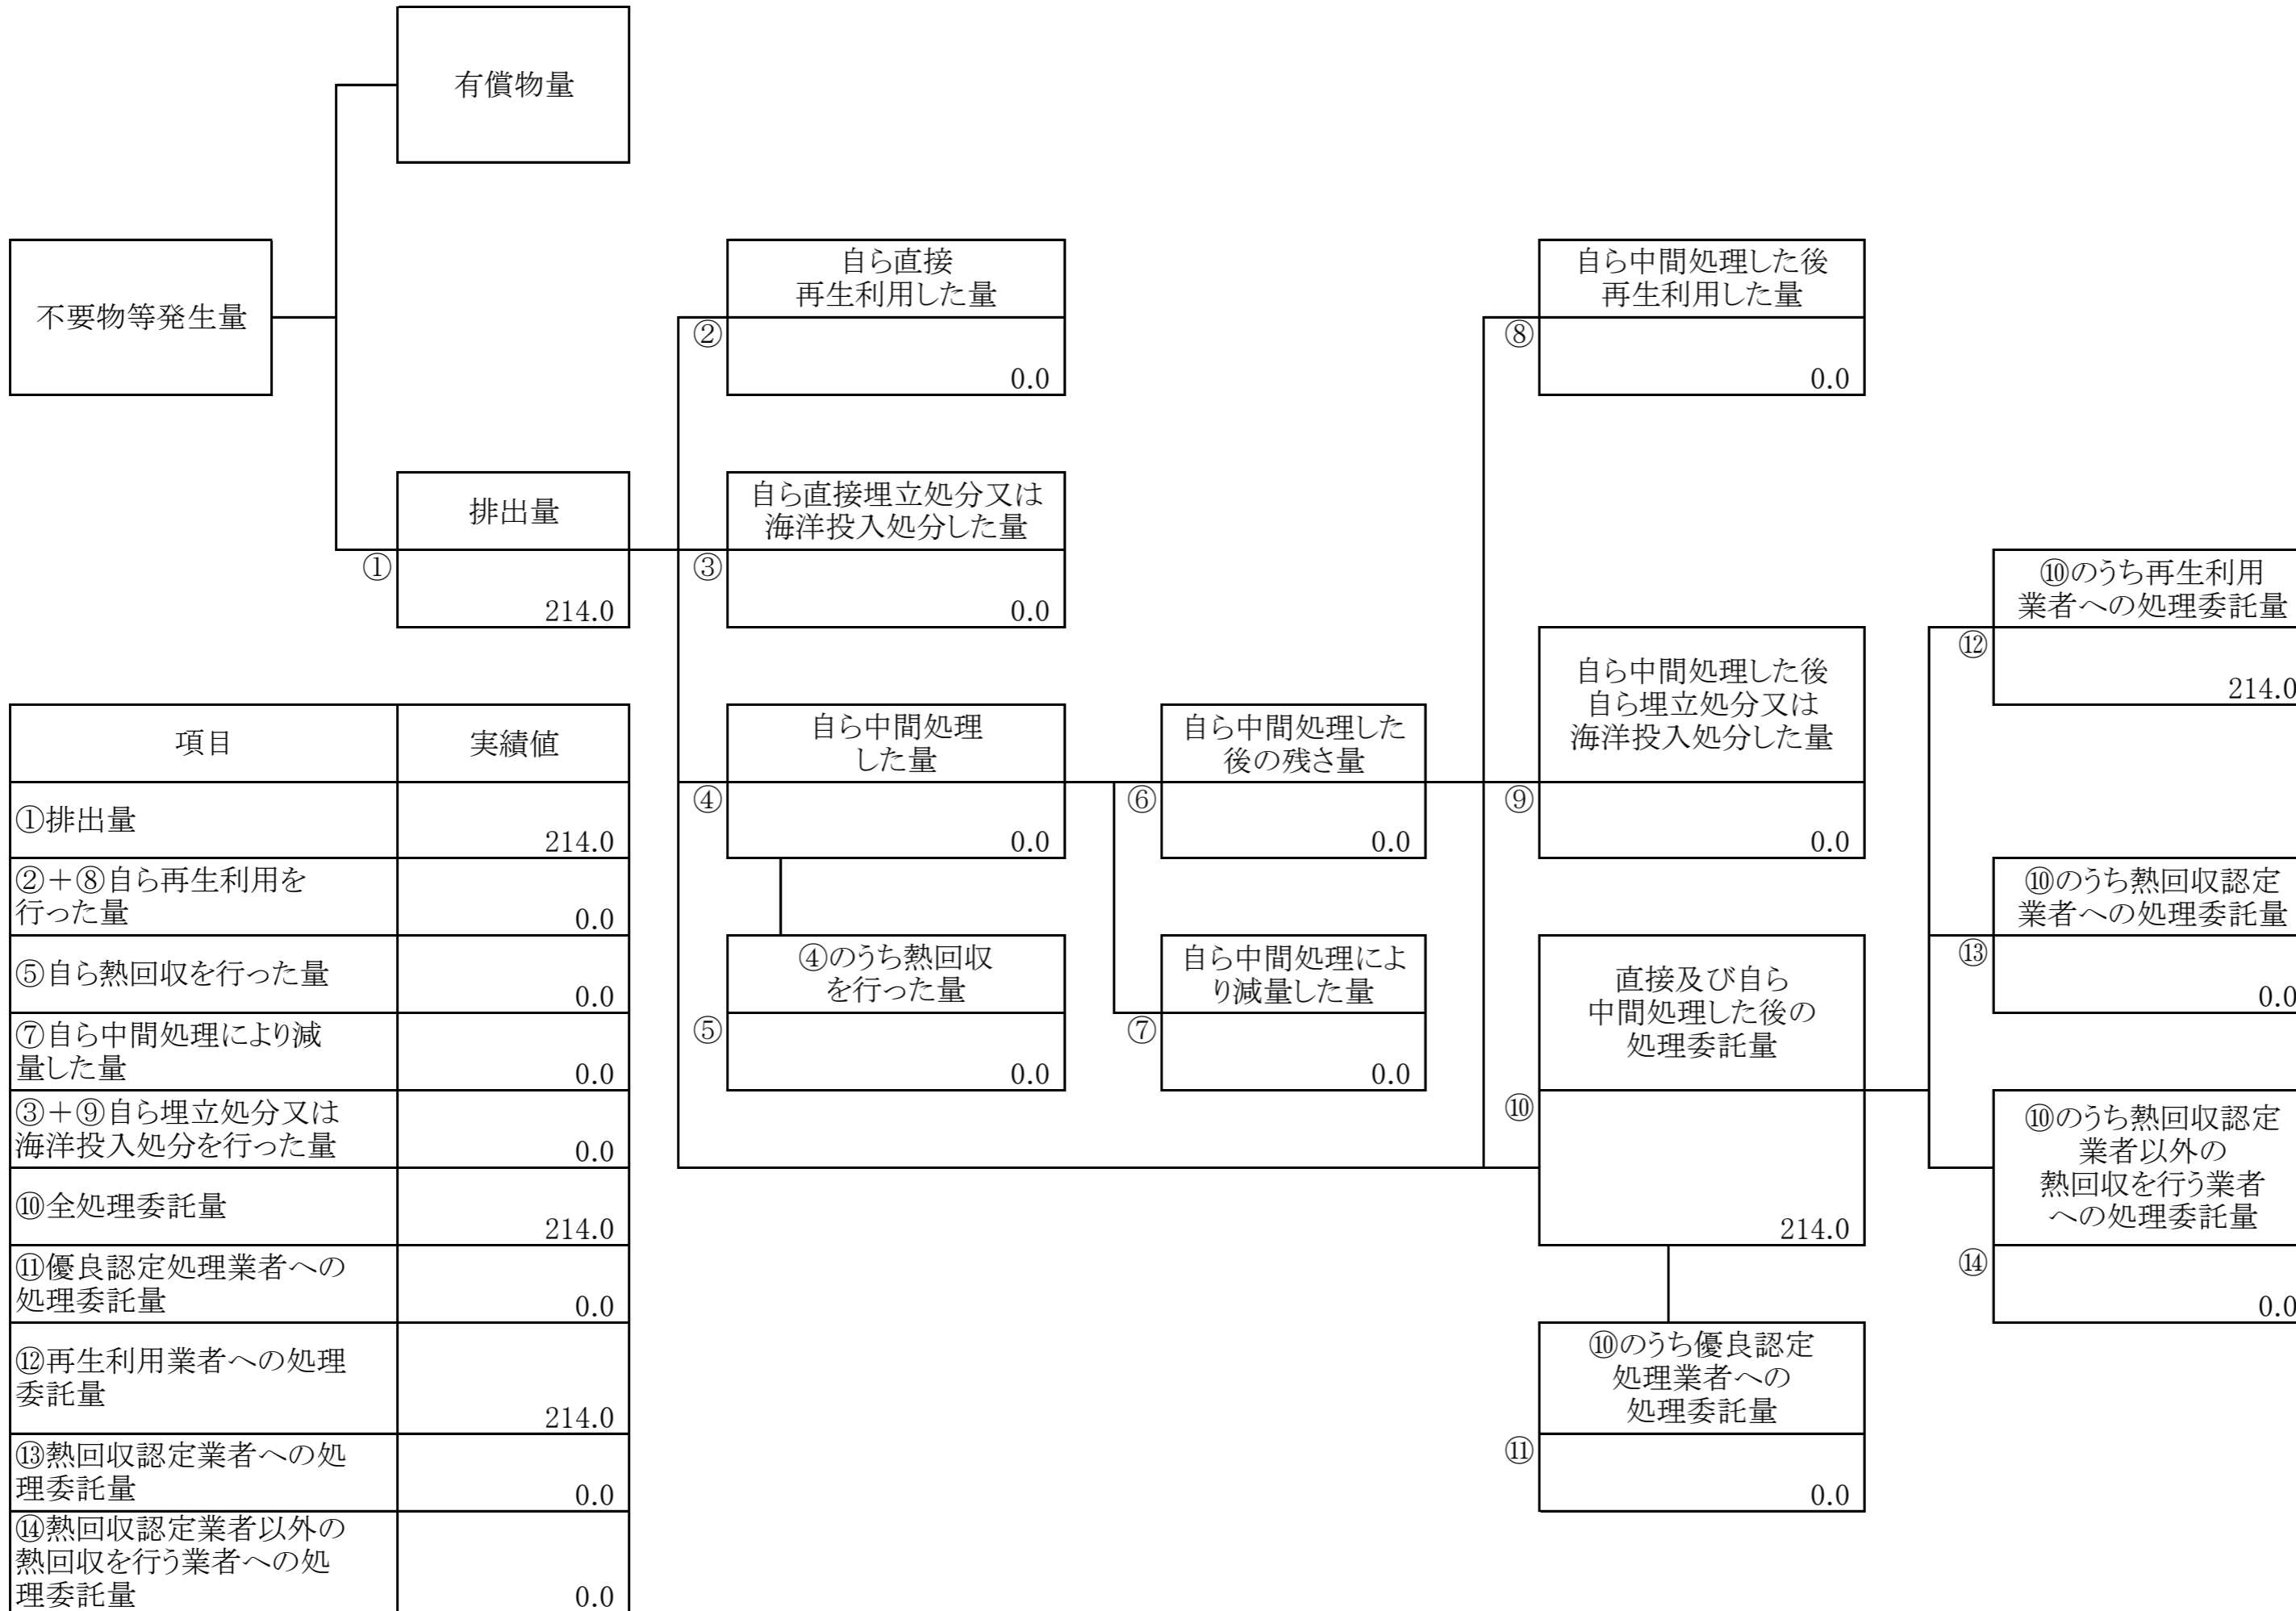 有償物量
不要物等発生量
自ら直接
再生利用した量
②
0.0
自ら中間処理した後
再生利用した量
⑧
0.0
排出量
①
214.0
自ら直接埋立処分又は
海洋投入処分した量
③
0.0
⑩のうち再生利用
業者への処理委託量
⑫
214.0
自ら中間処理した後
自ら埋立処分又は
海洋投入処分した量
⑨
0.0
自ら中間処理
した量
④
0.0
自ら中間処理した
後の残さ量
⑥
0.0
④のうち熱回収
を行った量
⑤
0.0
自ら中間処理によ
り減量した量
⑦
0.0
直接及び自ら
中間処理した後の
処理委託量
⑩
214.0
⑩のうち熱回収認定
業者への処理委託量
⑬
0.0
⑩のうち熱回収認定
業者以外の
熱回収を行う業者
への処理委託量
⑭
0.0
⑩のうち優良認定
処理業者への
処理委託量
⑪
0.0
項目 実績値
①排出量
214.0
②＋⑧自ら再生利用を
行った量
0.0
⑤自ら熱回収を行った量
0.0
⑦自ら中間処理により減
量した量
0.0
③＋⑨自ら埋立処分又は
海洋投入処分を行った量
0.0
⑩全処理委託量
214.0
⑪優良認定処理業者への
処理委託量
0.0
⑫再生利用業者への処理
委託量
214.0
⑬熱回収認定業者への処
理委託量
0.0
⑭熱回収認定業者以外の
熱回収を行う業者への処
理委託量
0.0